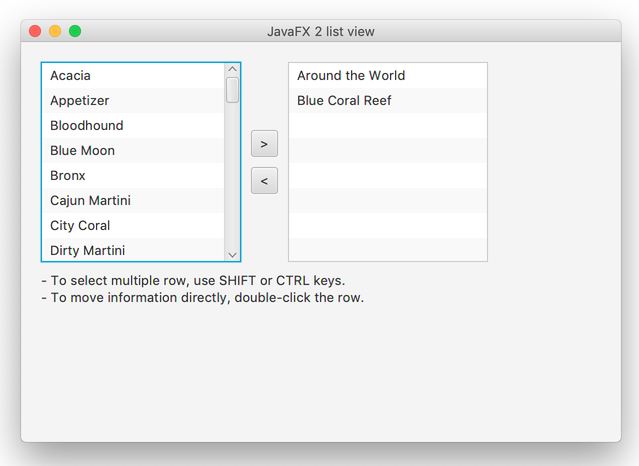 JavaFX 2 list view
Acacia
Appetizer
Bloodhound
Blue Moon
Bronx
Cajun Martini
City Coral
Dirty Martini
>
<
Around the World
Blue Coral Reef
- To select multiple row, use SHIFT or CTRL keys.
- To move information directly, double-click the row.